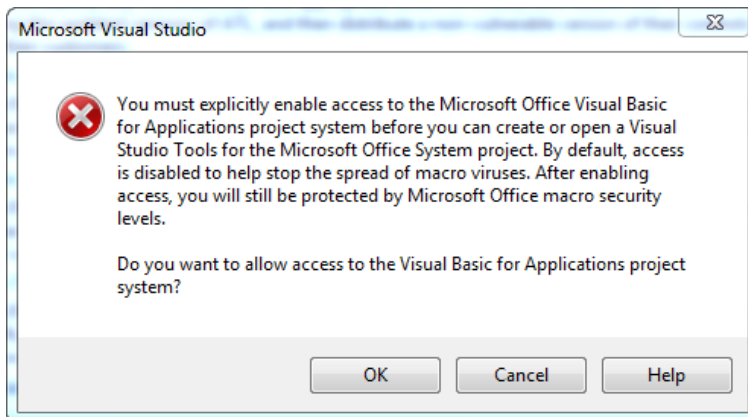 Microsoft Visual Studio
You must explicitly enable access to the Microsoft Office Visual Basic
for Applications project system before you can create or open a Visual
Studio Tools for the Microsoft Office System project. By default, access
is disabled to help stop the spread of macro viruses. After enabling
access, you will still be protected by Microsoft Office macro security
levels.
Do you want to allow access to the Visual Basic for Applications project
system?
OK Cancel Help